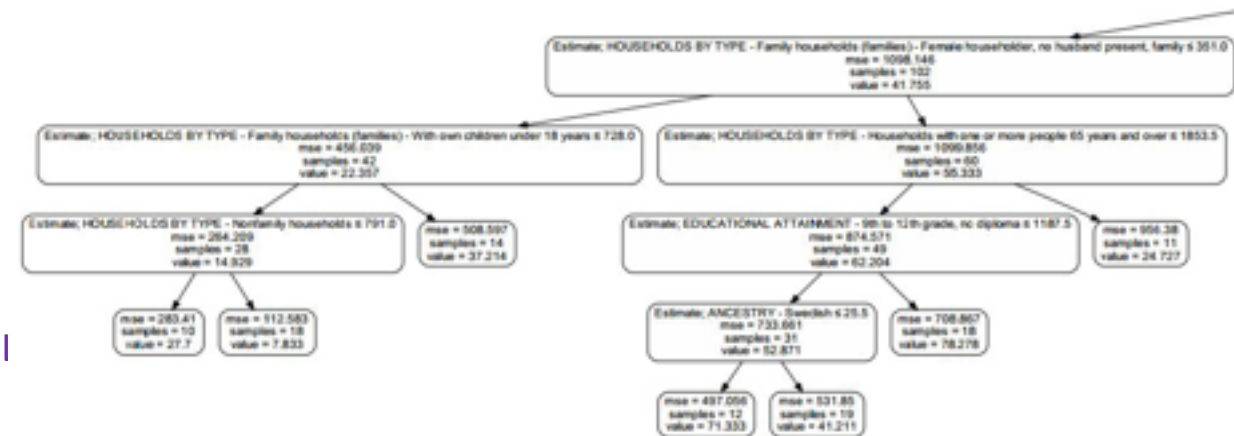 Estimate; HOUSEHOLDS BY TYPE - Family households (families) - Female householder, no husband present, family ≤ 351.0
mse = 1098.146
samples = 102
value = 41.755
Estimate; HOUSEHOLDS BY TYPE - Family households (families) - With own children under 18 years ≤ 728.0
mse = 456.039
samples = 42
value = 22.357
Estimate; HOUSEHOLDS BY TYPE - Households with one or more people 65 years and over ≤ 1853.5
mse = 1099.856
samples = 60
value = 55.333
Estimate; HOUSEHOLDS BY TYPE - Nonfamily households ≤ 791.0
mse = 264.209
samples = 28
value = 14.929
mse = 508.597
samples = 14
value = 37.214
Estimate; EDUCATIONAL ATTAINMENT - 9th to 12th grade, no diploma ≤ 1187.5
mse = 874.571
samples = 49
value = 62.204
mse = 956.38
samples = 11
value = 24.727
mse = 283.41
samples = 10
value = 27.7
mse = 112.583
samples = 18
value = 7.833
Estimate; ANCESTRY - Swedish ≤ 25.5
mse = 733.661
samples = 31
value = 52.871
mse = 708.867
samples = 18
value = 78.278
mse = 497.056
samples = 12
value = 71.333
mse = 531.85
samples = 19
value = 41.211